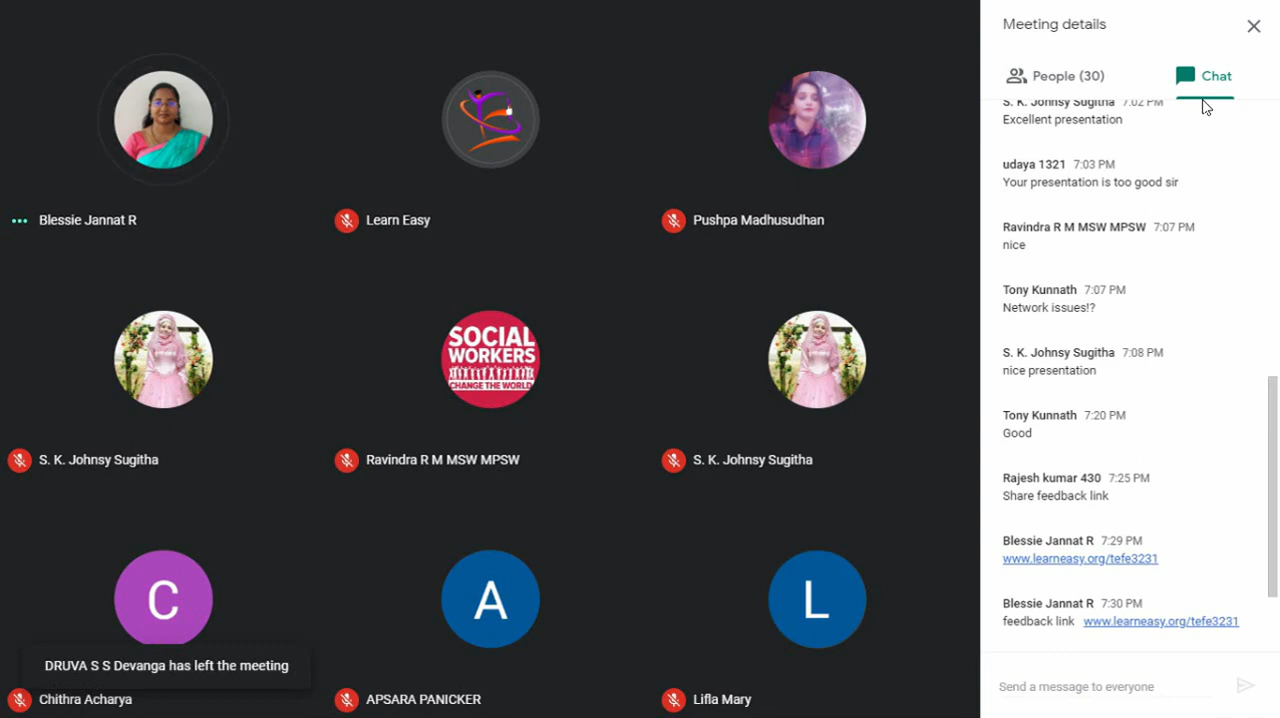 Meeting details
People (30)
Chat
S. K. Johnsy Sugitha 7:02 PM
Excellent presentation
udaya 1321 7:03 PM
Your presentation is too good sir
Ravindra R M MSW MPSW 7:07 PM
nice
Tony Kunnath 7:07 PM
Network issues!?
S. K. Johnsy Sugitha 7:08 PM
nice presentation
Tony Kunnath 7:20 PM
Good
Rajesh kumar 430 7:25 PM
Share feedback link
Blessie Jannat R 7:29 PM
www.learneasy.org/tefe3231
Blessie Jannat R 7:30 PM
feedback link www.learneasy.org/tefe3231
Send a message to everyone
Blessie Jannat R
Learn Easy
Pushpa Madhusudhan
S. K. Johnsy Sugitha
SOCIAL
WORKERS
CHANGE THE WORLD
Ravindra R M MSW MPSW
S. K. Johnsy Sugitha
C
A
L
DRUVA S S Devanga has left the meeting
Chithra Acharya
APSARA PANICKER
Lifla Mary